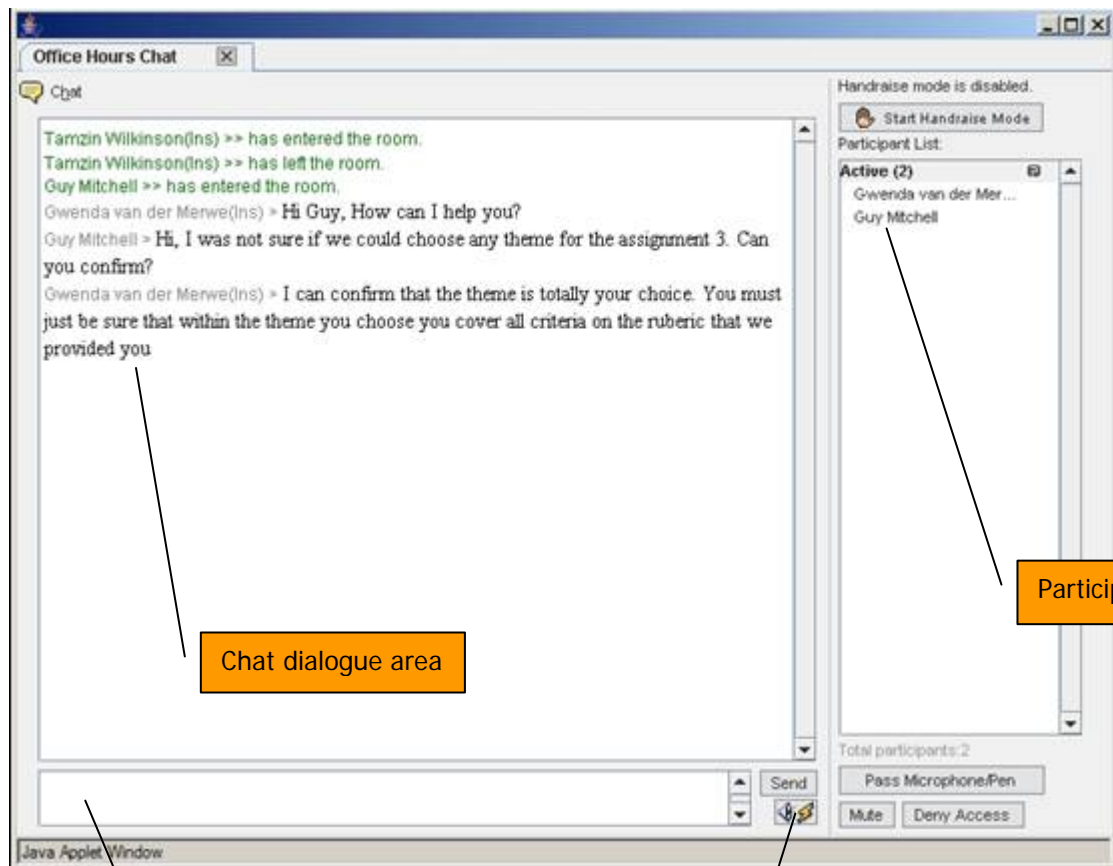 Office Hours Chat
Chat
Tamzin Wilkinson(Ins) >> has entered the room.
Tamzin Wilkinson(Ins) >> has left the room.
Guy Mitchell >> has entered the room.
Gwenda van der Merwe(Ins) > Hi Guy, How can I help you?
Guy Mitchell > Hi, I was not sure if we could choose any theme for the assignment 3. Can
you confirm?
Gwenda van der Merwe(Ins) > I can confirm that the theme is totally your choice. You must
just be sure that within the theme you choose you cover all criteria on the ruberic that we
provided you
Chat dialogue area
Send
Handraise mode is disabled.
Start Handraise Mode
Participant List:
Active (2)
Gwenda van der Mer...
Guy Mitchell
Particip
Total participants:2
Pass Microphone/Pen
Mute Deny Access
Java Applet Window